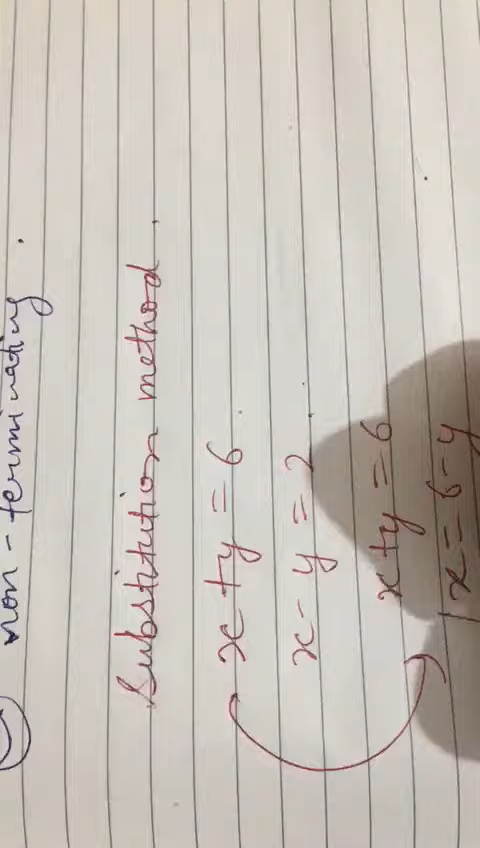 non-terminating.
Substitution method.
x+y=6
x-y=2
x+y=6
x=6-y